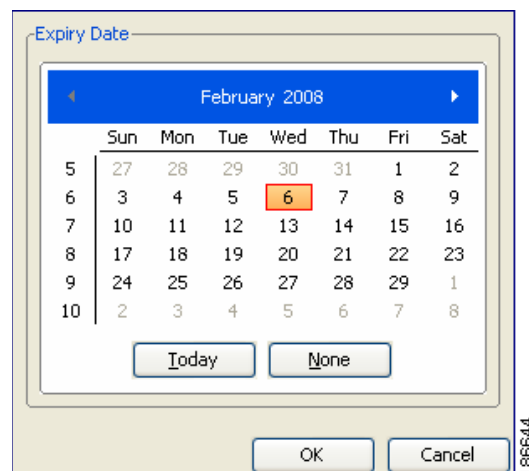 Expiry Date
February 2008
Sun Mon Tue Wed Thu Fri Sat
5 27 28 29 30 31 1 2
6 3 4 5 6 7 8 9
7 10 11 12 13 14 15 16
8 17 18 19 20 21 22 23
9 24 25 26 27 28 29 1
10 2 3 4 5 6 7 8
Today None
OK Cancel